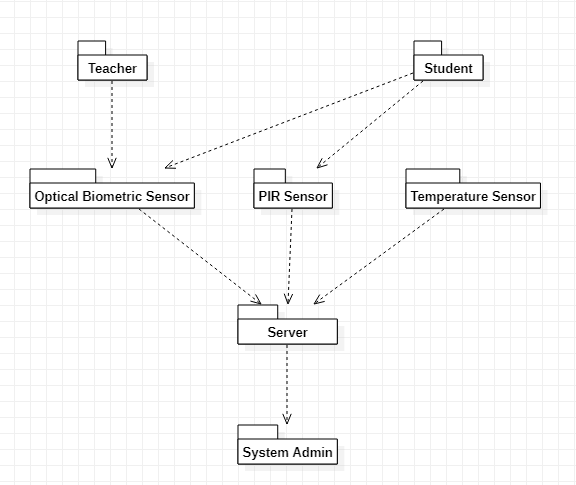 Teacher
Student
Optical Biometric Sensor
PIR Sensor
Temperature Sensor
Server
System Admin